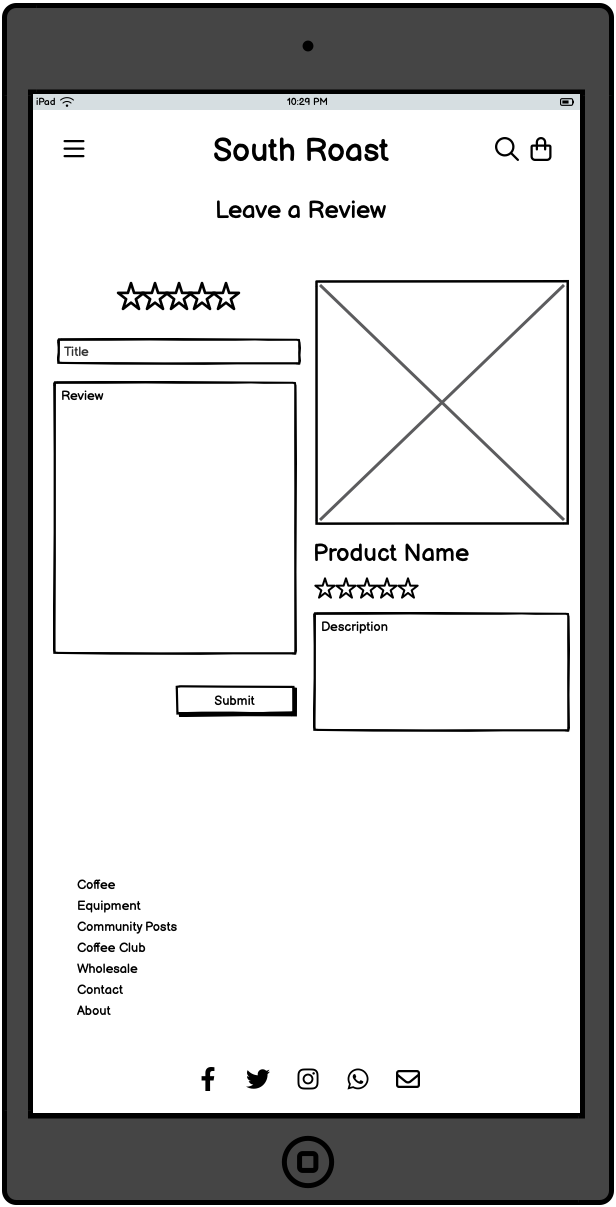 iPad 10:29 PM
South Roast
Leave a Review
Title
Review
Product Name
Description
Submit
Coffee
Equipment
Community Posts
Coffee Club
Wholesale
Contact
About